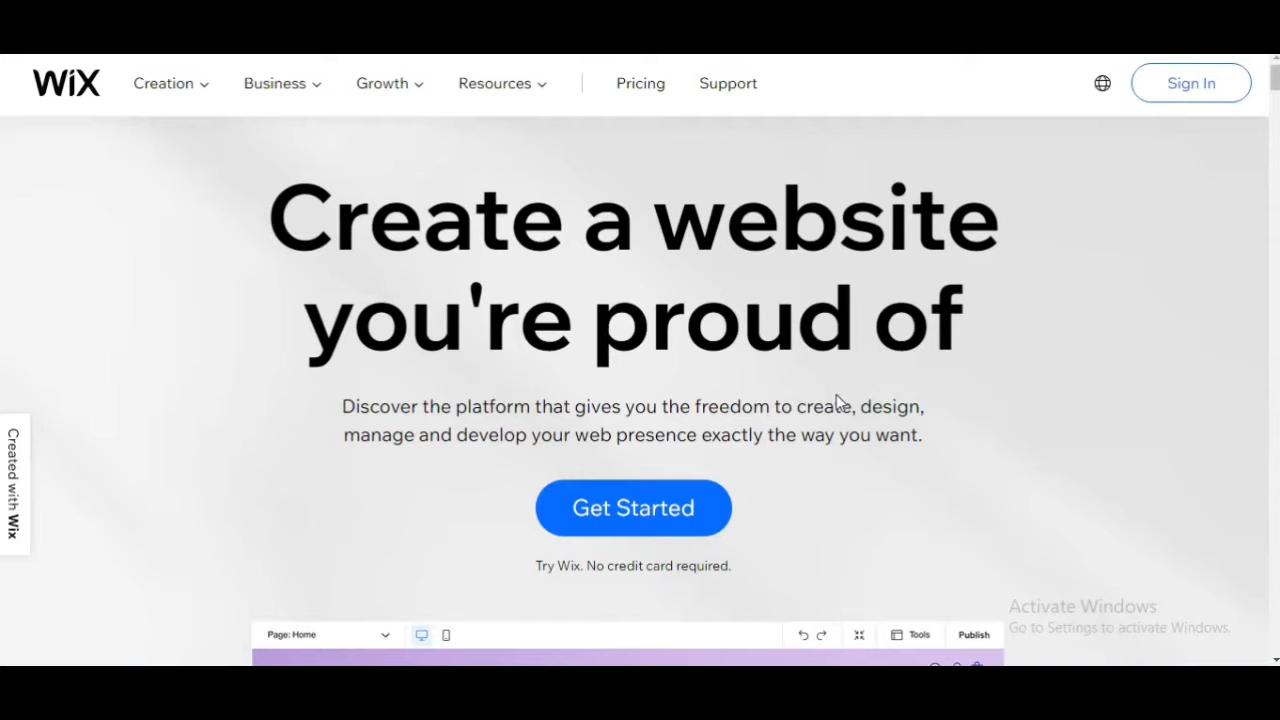 WiX
Creation
Business
Growth
Resources
Pricing
Support
Sign In
Create a website
you're proud of
Discover the platform that gives you the freedom to create, design,
manage and develop your web presence exactly the way you want.
Get Started
Try Wix. No credit card required.
Created with Wix
Activate Windows
Go to Settings to activate Windows.
Page: Home
Tools
Publish